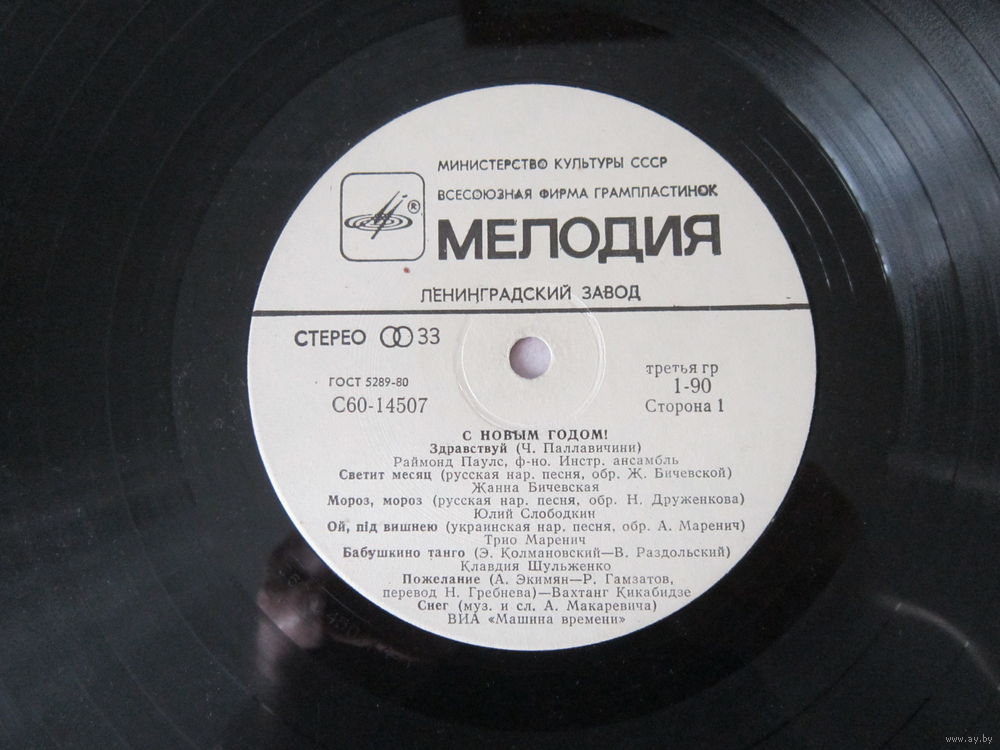 МИНИСТЕРСТВО КУЛЬТУРЫ СССР
ВСЕСОЮЗНАЯ ФИРМА ГРАМПЛАСТИНОК
®
МЕЛОДИЯ
ЛЕНИНГРАДСКИЙ ЗАВОД
СТЕРЕО 33
ГОСТ 5289-80
С60-14507
третья гр
1-90
Сторона 1
С НОВЫМ ГОДОМ!
Здравствуй (Ч. Паллавичини)
Раймонд Паулс, ф-но. Инстр. ансамбль
Светит месяц (русская нар. песня, обр. Ж. Бичевской)
Жанна Бичевская
Мороз, мороз (русская нар. песня, обр. Н. Друженкова)
Юлий Слободкин
Ой, під вишнею (украинская нар. песня, обр. А. Маренич)
Трио Маренич
Бабушкино танго (Э. Колмановский—В. Раздольский)
Клавдия Шульженко
Пожелание (А. Экимян—Р. Гамзатов,
перевод Н. Гребнева)—Вахтанг Кикабидзе
Снег (муз. и сл. А. Макаревича)
ВИА «Машина времени»
www.ay.by